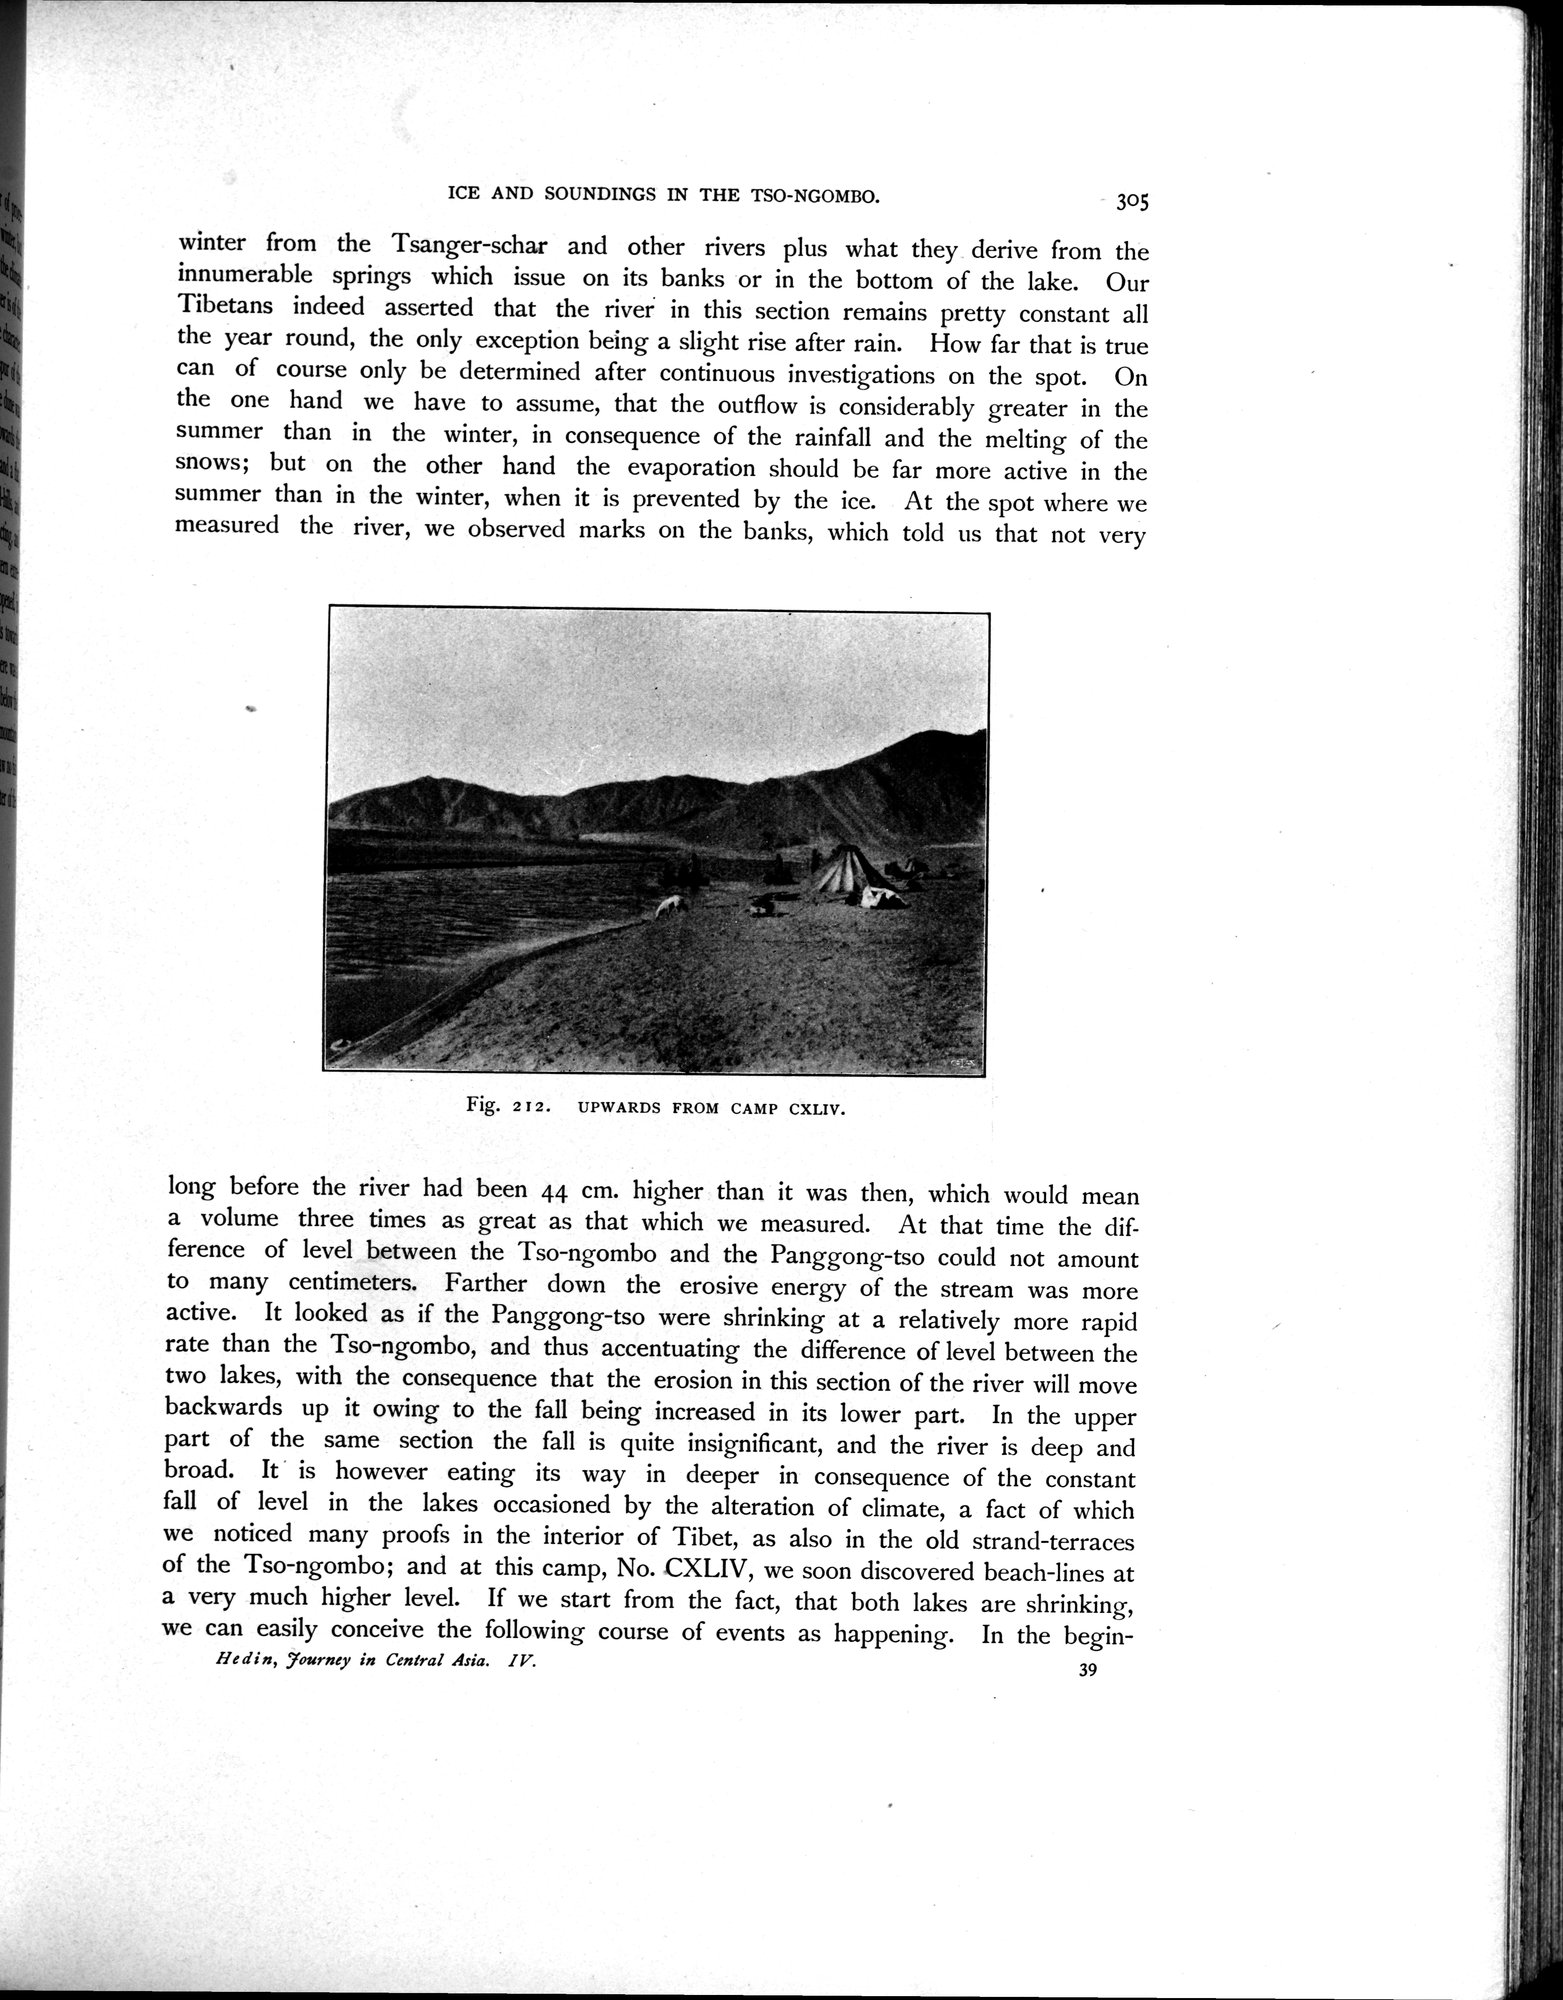 ICE AND SOUNDINGS IN THE TSO-NGOMBO.
305
winter from the Tsanger-schar and other rivers plus what they derive from the
innumerable springs which issue on its banks or in the bottom of the lake. Our
Tibetans indeed asserted that the river in this section remains pretty constant all
the year round, the only exception being a slight rise after rain. How far that is true
can of course only be determined after continuous investigations on the spot. On
the one hand we have to assume, that the outflow is considerably greater in the
summer than in the winter, in consequence of the rainfall and the melting of the
snows; but on the other hand the evaporation should be far more active in the
summer than in the winter, when it is prevented by the ice. At the spot where we
measured the river, we observed marks on the banks, which told us that not very
Fig. 212. UPWARDS FROM CAMP CXLIV.
long before the river had been 44 cm. higher than it was then, which would mean
a volume three times as great as that which we measured. At that time the dif-
ference of level between the Tso-ngombo and the Panggong-tso could not amount
to many centimeters. Farther down the erosive energy of the stream was more
active. It looked as if the Panggong-tso were shrinking at a relatively more rapid
rate than the Tso-ngombo, and thus accentuating the difference of level between the
two lakes, with the consequence that the erosion in this section of the river will move
backwards up it owing to the fall being increased in its lower part. In the upper
part of the same section the fall is quite insignificant, and the river is deep and
broad. It is however eating its way in deeper in consequence of the constant
fall of level in the lakes occasioned by the alteration of climate, a fact of which
we noticed many proofs in the interior of Tibet, as also in the old strand-terraces
of the Tso-ngombo; and at this camp, No. CXLIV, we soon discovered beach-lines at
a very much higher level. If we start from the fact, that both lakes are shrinking,
we can easily conceive the following course of events as happening. In the begin-
Hedin, Journey in Central Asia. IV.
39